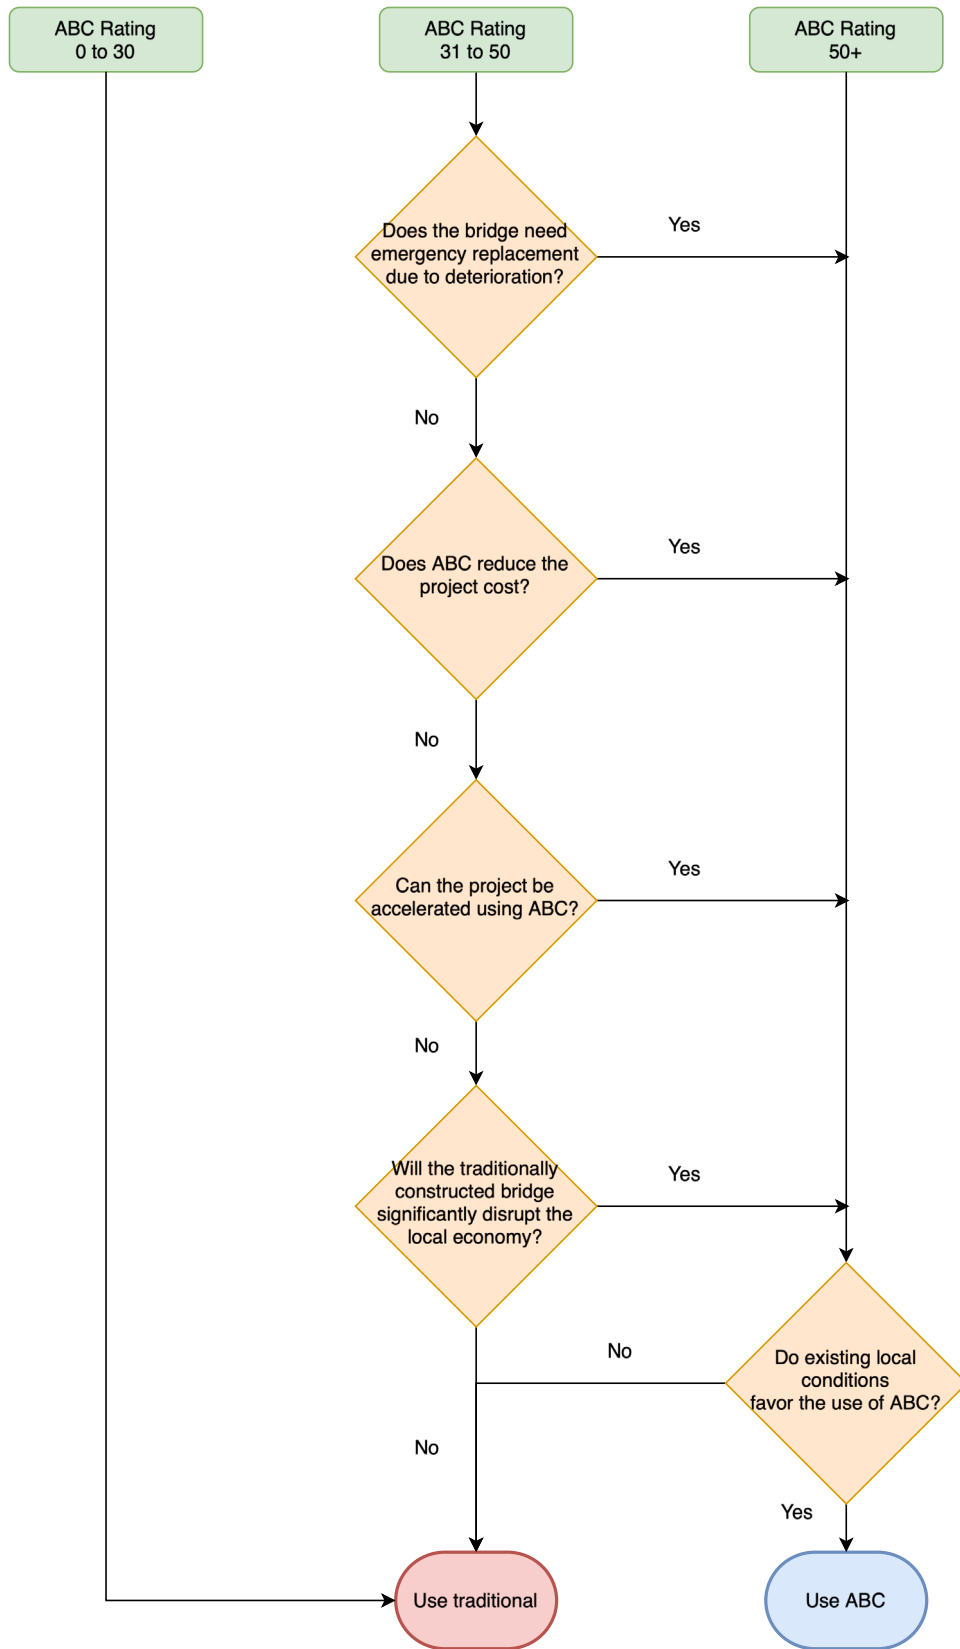 ABC Rating
0 to 30
ABC Rating
31 to 50
ABC Rating
50+
Does the bridge need
emergency replacement
due to deterioration?
Yes
No
Does ABC reduce the
project cost?
Yes
No
Can the project be
accelerated using ABC?
Yes
No
Will the traditionally
constructed bridge
significantly disrupt the
local economy?
Yes
No
Do existing local
conditions
favor the use of ABC?
No
Yes
Use traditional
Use ABC